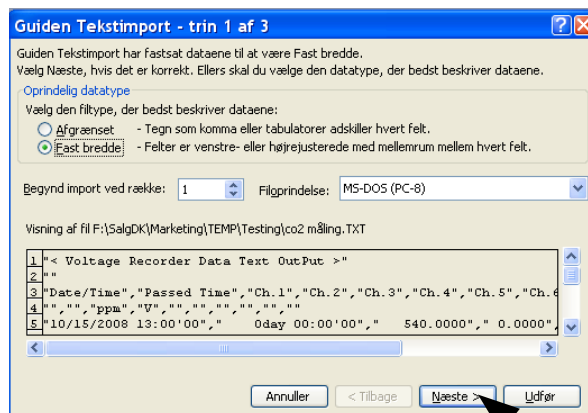 Guiden Tekstimport - trin 1 af 3
Guiden Tekstimport har fastsat dataene til at være Fast bredde.
Vælg Næste, hvis det er korrekt. Ellers skal du vælge den datatype, der bedst beskriver dataene.
Oprindelig datatype
Vælg den filtype, der bedst beskriver dataene:
Afgrænset - Tegn som komma eller tabulatorer adskiller hvert felt.
Fast bredde - Felter er venstre- eller højrejusterede med mellemrum mellem hvert felt.
Begynd import ved række: 1 Filoprindelse: MS-DOS (PC-8)
Visning af fil F:\SalgDK\Marketing\TEMP\Testing\co2 måling.TXT
1 "< Voltage Recorder Data Text OutPut >"
2 ""
3 "Date/Time","Passed Time","Ch.1","Ch.2","Ch.3","Ch.4","Ch.5","Ch.6
4 "","","ppm","V","","","","","",""
5 "10/15/2008 13:00'00","   0day 00:00'00","   540.0000"," 0.0000",
Annuller < Tilbage Næste > Udfør